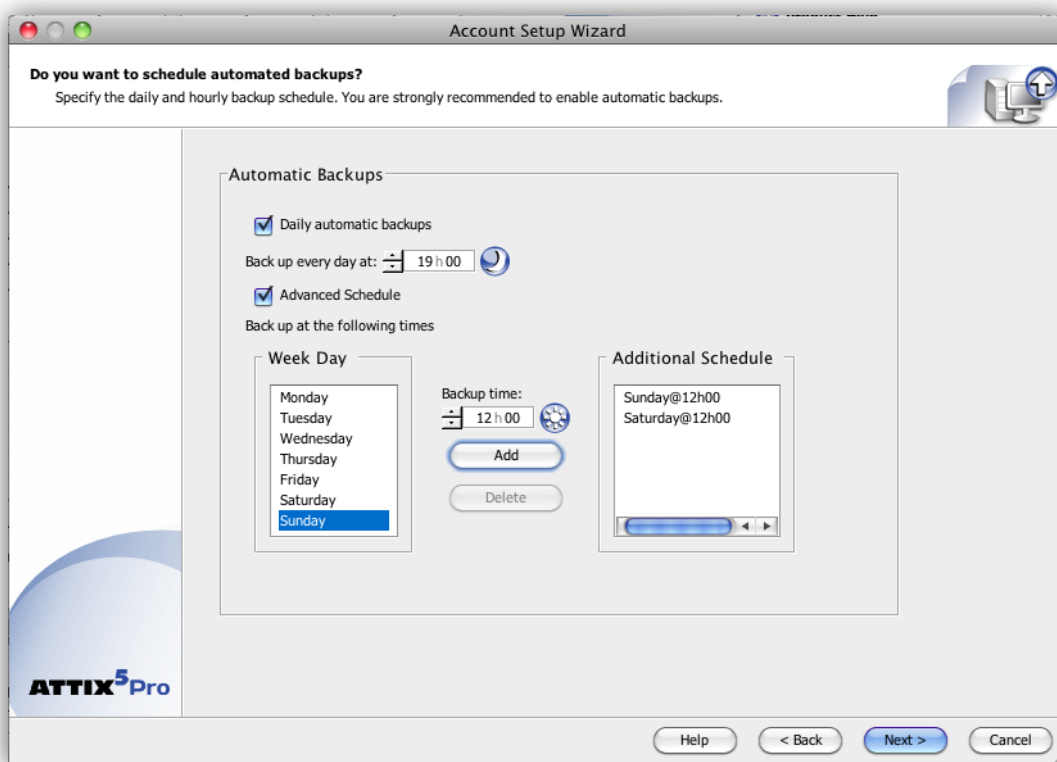 Account Setup Wizard
Do you want to schedule automated backups?
Specify the daily and hourly backup schedule. You are strongly recommended to enable automatic backups.
Automatic Backups
Daily automatic backups
Back up every day at: 19 h 00
Advanced Schedule
Back up at the following times
Week Day
Monday
Tuesday
Wednesday
Thursday
Friday
Saturday
Sunday
Backup time:
12 h 00
Add
Delete
Additional Schedule
Sunday@12h00
Saturday@12h00
ATTIX5Pro
Help
< Back
Next >
Cancel